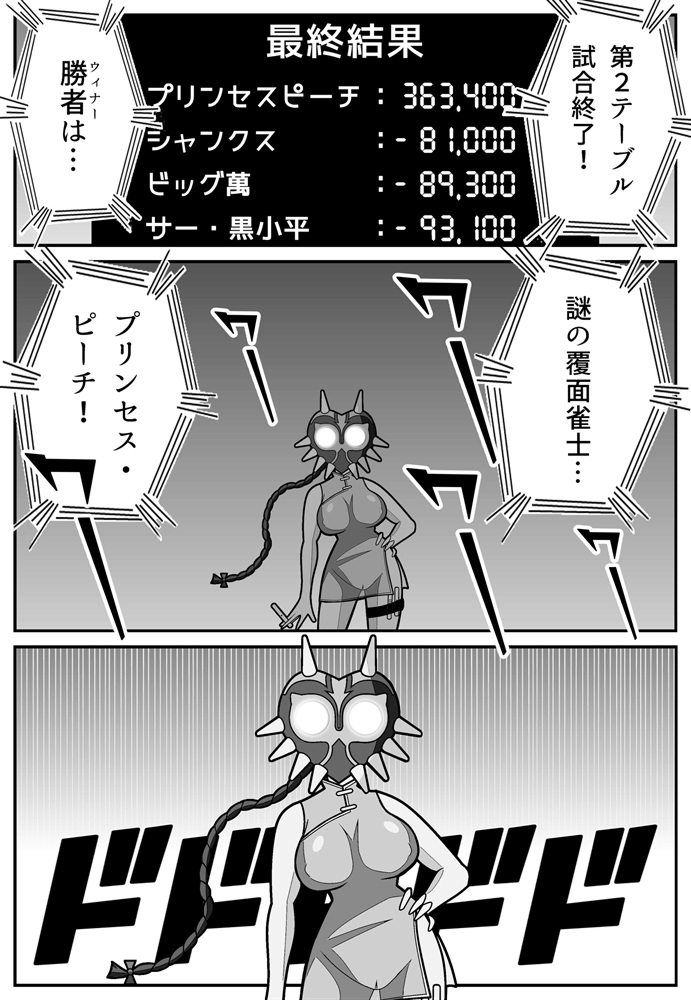 第２テーブル
試合終了！
最終結果
プリンセスピーチ：363,400
シャンクス：-81,000
ビッグ萬：-89,300
サー・黒小平：-93,100
ウィナー
勝者は…
謎の覆面雀士…
プリンセス・
ピーチ！
ワー
ワー
ワー
ワー
ワー
ドドドド